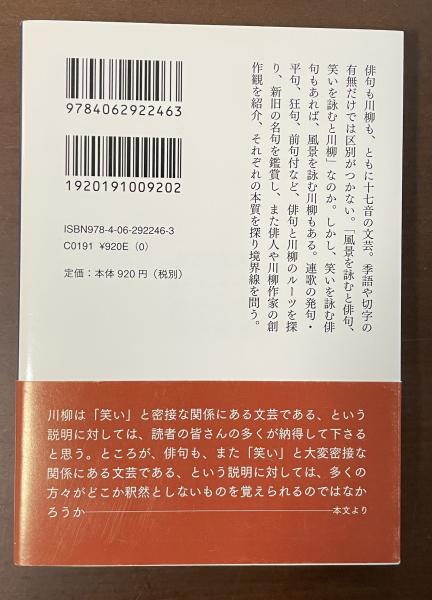 俳句も川柳も、ともに十七音の文芸。季語や切字の
有無だけでは区別がつかない。「風景を詠むと俳句、
笑いを詠むと川柳」なのか。しかし、笑いを詠む俳
句もあれば、風景を詠む川柳もある。連歌の発句・
平句、狂句、前句付など、俳句と川柳のルーツを探
り、新旧の名句を鑑賞し、また俳人や川柳作家の創
作観を紹介、それぞれの本質を探り境界線を問う。
9784062922463
1920191009202
ISBN978-4-06-292246-3
C0191 ¥920E (0)
定価：本体920円（税別）
川柳は「笑い」と密接な関係にある文芸である、という
説明に対しては、読者の皆さんの多くが納得して下さる
と思う。ところが、俳句も、また「笑い」と大変密接な
関係にある文芸である、という説明に対しては、多くの
方々がどこか釈然としないものを覚えられるのではなか
ろうか――本文より